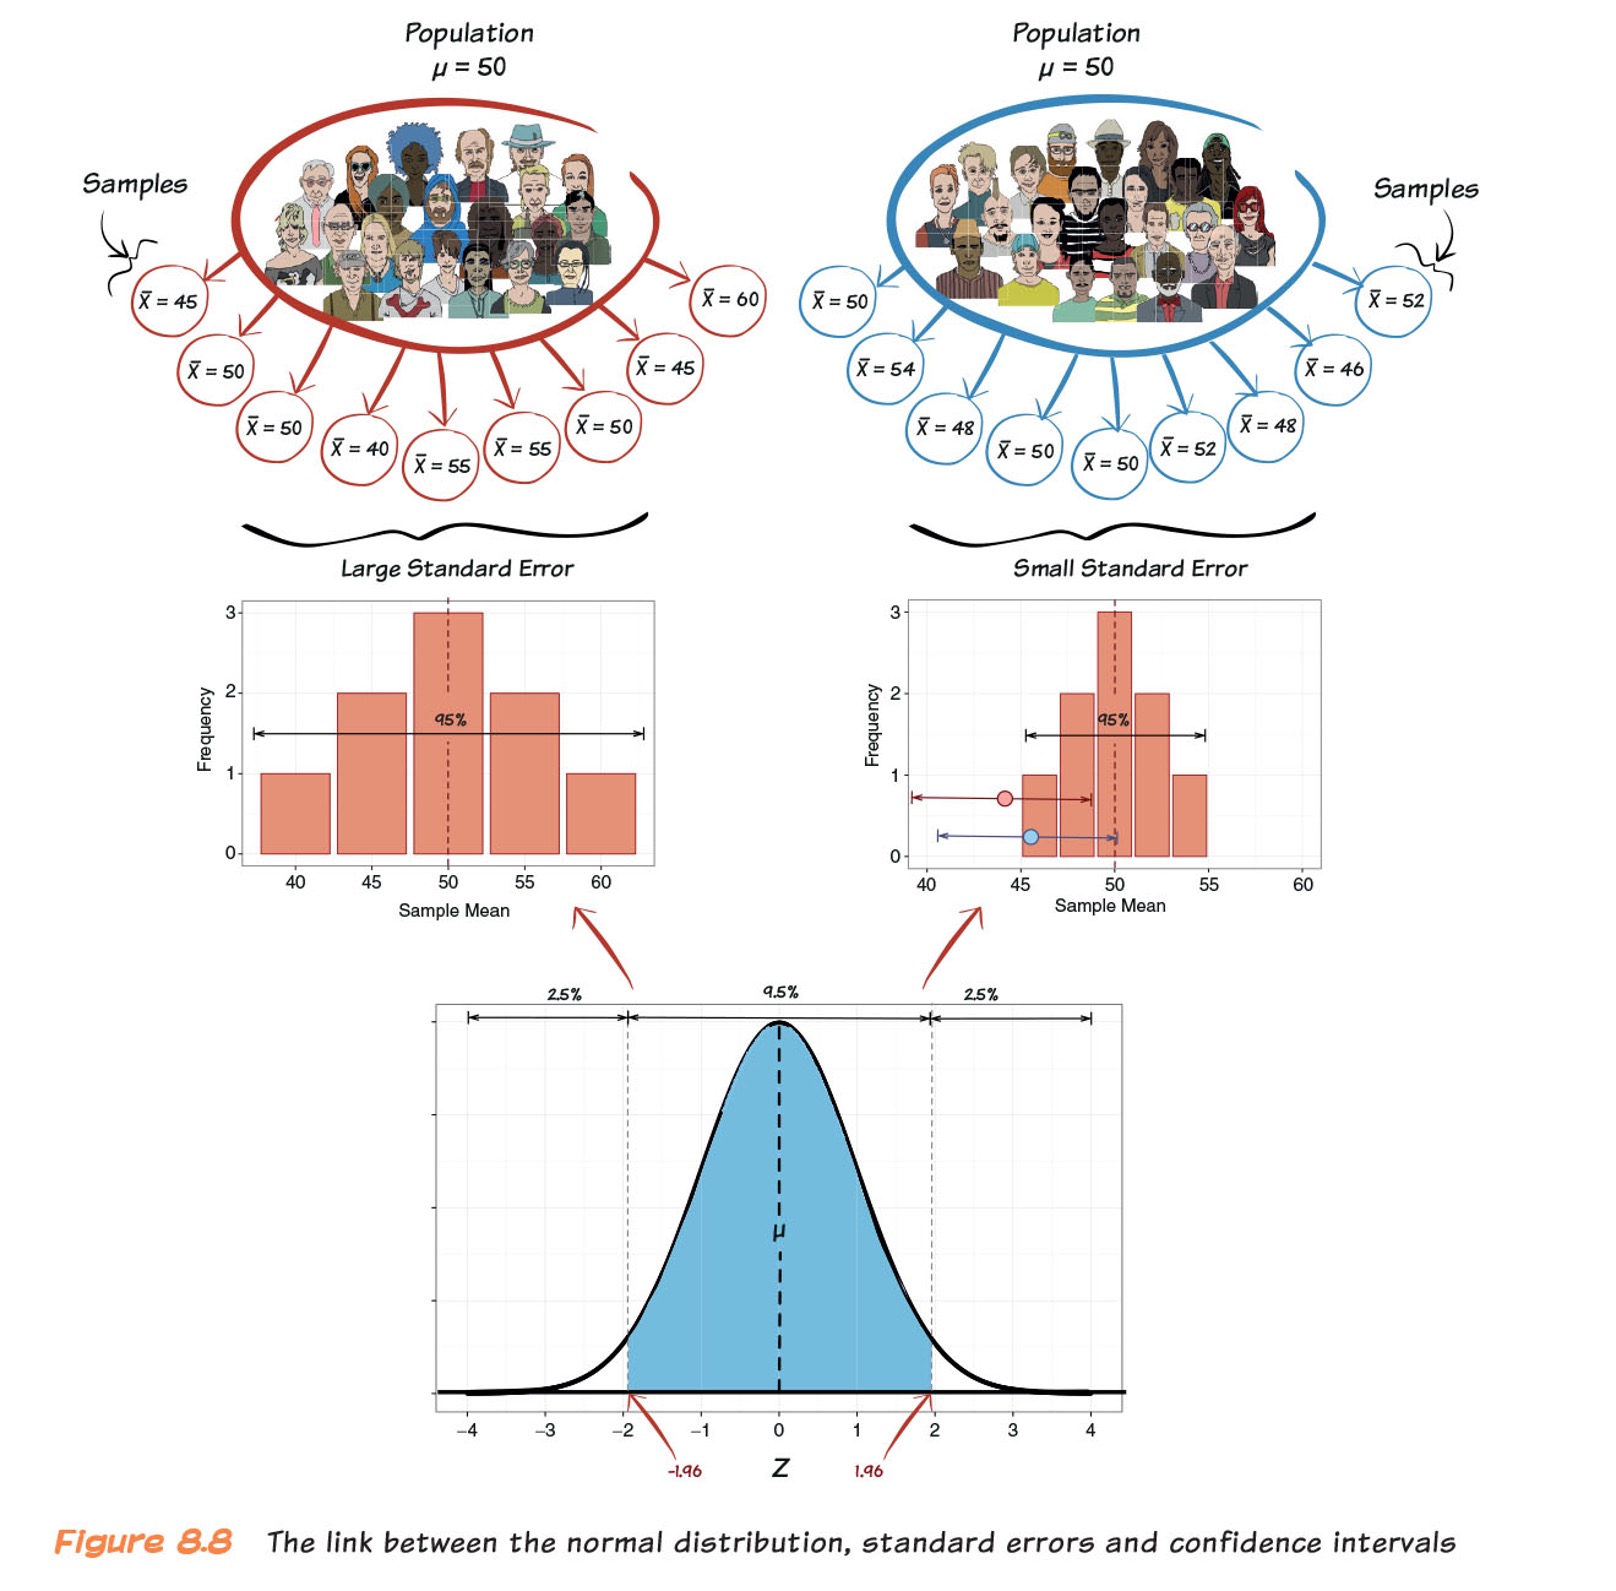 Population
μ = 50
Population
μ = 50
Samples
Samples
X̄ = 45
X̄ = 50
X̄ = 50
X̄ = 40
X̄ = 55
X̄ = 55
X̄ = 50
X̄ = 45
X̄ = 60
X̄ = 50
X̄ = 54
X̄ = 48
X̄ = 50
X̄ = 50
X̄ = 52
X̄ = 48
X̄ = 46
X̄ = 52
Large Standard Error
3
2
1
0
Frequency
95%
40 45 50 55 60
Sample Mean
Small Standard Error
3
2
1
0
Frequency
95%
40 45 50 55 60
Sample Mean
2.5% 9.5% 2.5%
μ
−4 −3 −2 −1 0 1 2 3 4
-1.96 Z 1.96
Figure 8.8 The link between the normal distribution, standard errors and confidence intervals